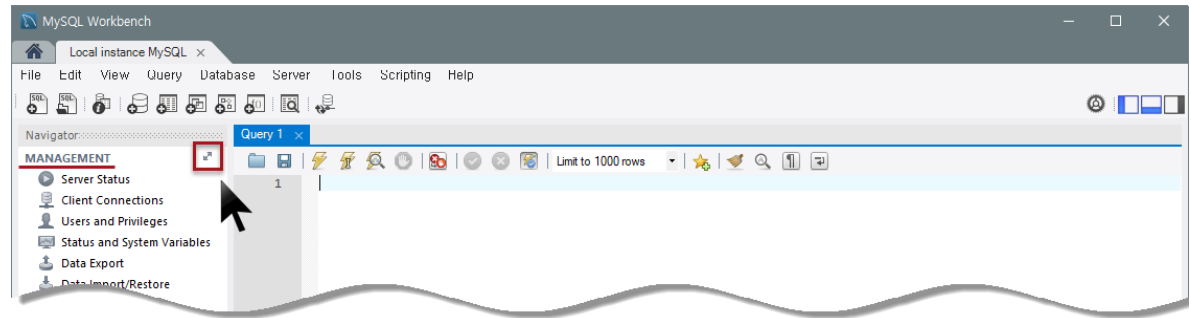 MySQL Workbench
Local instance MySQL
File Edit View Query Database Server Tools Scripting Help
Navigator
Query 1
MANAGEMENT
Limit to 1000 rows
Server Status
1
Client Connections
Users and Privileges
Status and System Variables
Data Export
Data Import/Restore